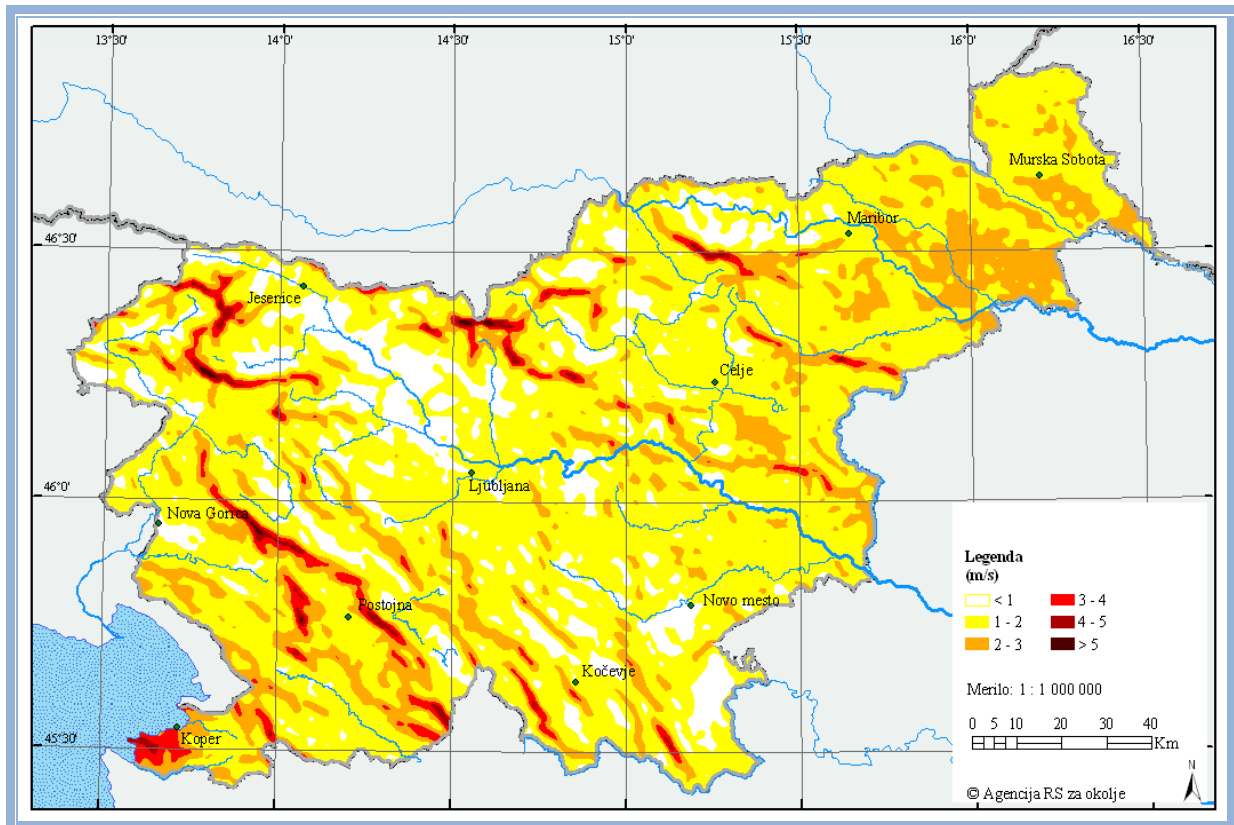 13°30'
14°0'
14°30'
15°0'
15°30'
16°0'
16°30'
Murska Sobota
Maribor
46°30'
Jesenice
Celje
Ljubljana
46°0'
Nova Gorica
Postojna
Novo mesto
Kočevje
Koper
45°30'
Legenda
(m/s)
< 1
3 - 4
1 - 2
4 - 5
2 - 3
> 5
Merilo: 1 : 1 000 000
0 5 10 20 30 40
Km
N
© Agencija RS za okolje